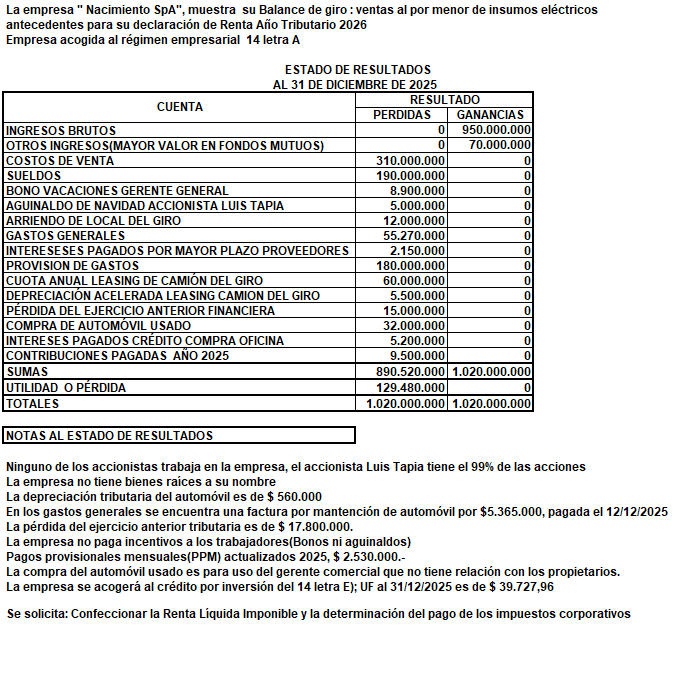 La empresa " Nacimiento SpA", muestra su Balance de giro : ventas al por menor de insumos eléctricos
antecedentes para su declaración de Renta Año Tributario 2026
Empresa acogida al régimen empresarial 14 letra A
ESTADO DE RESULTADOS
AL 31 DE DICIEMBRE DE 2025
CUENTA RESULTADO
PERDIDAS GANANCIAS
INGRESOS BRUTOS 0 950.000.000
OTROS INGRESOS(MAYOR VALOR EN FONDOS MUTUOS) 0 70.000.000
COSTOS DE VENTA 310.000.000 0
SUELDOS 190.000.000 0
BONO VACACIONES GERENTE GENERAL 8.900.000 0
AGUINALDO DE NAVIDAD ACCIONISTA LUIS TAPIA 5.000.000 0
ARRIENDO DE LOCAL DEL GIRO 12.000.000 0
GASTOS GENERALES 55.270.000 0
INTERESESES PAGADOS POR MAYOR PLAZO PROVEEDORES 2.150.000 0
PROVISION DE GASTOS 180.000.000 0
CUOTA ANUAL LEASING DE CAMIÓN DEL GIRO 60.000.000 0
DEPRECIACIÓN ACELERADA LEASING CAMION DEL GIRO 5.500.000 0
PÉRDIDA DEL EJERCICIO ANTERIOR FINANCIERA 15.000.000 0
COMPRA DE AUTOMÓVIL USADO 32.000.000 0
INTERESES PAGADOS CRÉDITO COMPRA OFICINA 5.200.000 0
CONTRIBUCIONES PAGADAS AÑO 2025 9.500.000 0
SUMAS 890.520.000 1.020.000.000
UTILIDAD O PÉRDIDA 129.480.000 0
TOTALES 1.020.000.000 1.020.000.000
NOTAS AL ESTADO DE RESULTADOS
Ninguno de los accionistas trabaja en la empresa, el accionista Luis Tapia tiene el 99% de las acciones
La empresa no tiene bienes raíces a su nombre
La depreciación tributaria del automóvil es de $ 560.000
En los gastos generales se encuentra una factura por mantención de automóvil por $5.365.000, pagada el 12/12/2025
La pérdida del ejercicio anterior tributaria es de $ 17.800.000.
La empresa no paga incentivos a los trabajadores(Bonos ni aguinaldos)
Pagos provisionales mensuales(PPM) actualizados 2025, $ 2.530.000.-
La compra del automóvil usado es para uso del gerente comercial que no tiene relación con los propietarios.
La empresa se acogerá al crédito por inversión del 14 letra E); UF al 31/12/2025 es de $ 39.727,96
Se solicita: Confeccionar la Renta Líquida Imponible y la determinación del pago de los impuestos corporativos